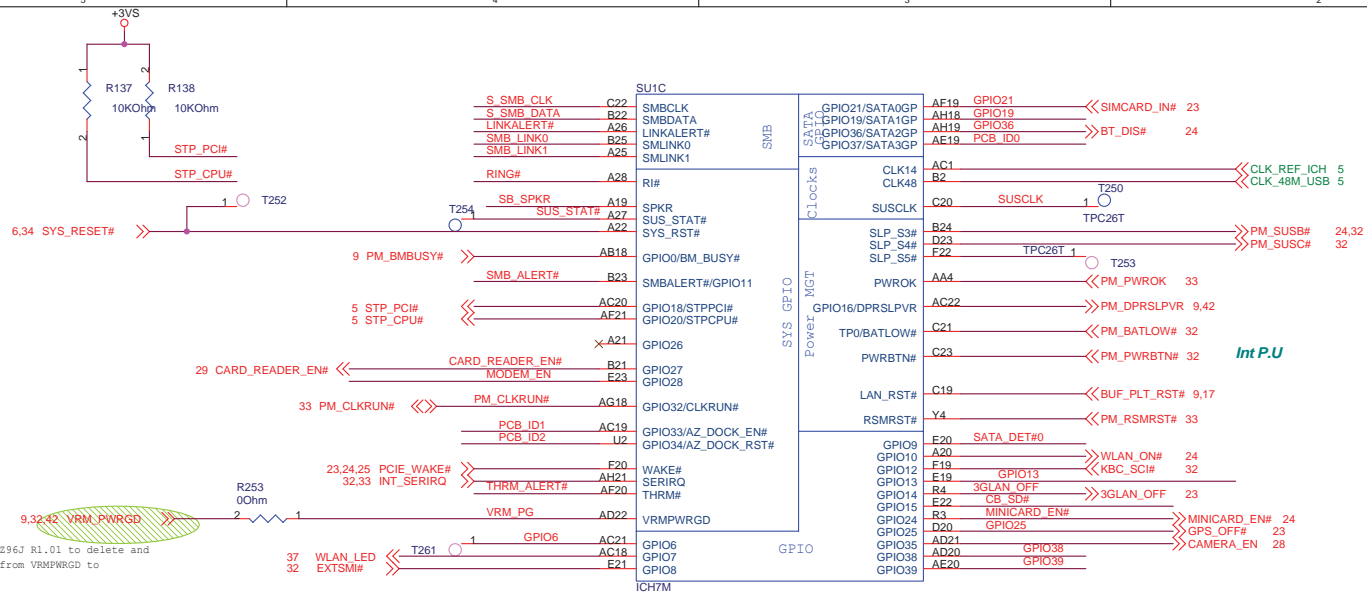 5 4 3 2
+3VS
1 2
R137 R138
10KOhm 10KOhm
2 1
STP_PCI#
STP_CPU#
1 T252
T254 1
6,34 SYS_RESET#
9 PM_BMBUSY#
5 STP_PCI#
5 STP_CPU#
29 CARD_READER_EN#
33 PM_CLKRUN#
23,24,25 PCIE_WAKE#
32,33 INT_SERIRQ
R253
0Ohm
9,32,42 VRM_PWRGD 2 1
Z96J R1.01 to delete and
from VRMPWRGD to
37 WLAN_LED
32 EXTSMI#
T261 1
SU1C
S_SMB_CLK C22 SMBCLK
S_SMB_DATA B22 SMBDATA
LINKALERT# A26 LINKALERT#
SMB_LINK0 B25 SMLINK0
SMB_LINK1 A25 SMLINK1
RING# A28 RI#
SB_SPKR A19 SPKR
SUS_STAT# A27 SUS_STAT#
A22 SYS_RST#
AB18 GPIO0/BM_BUSY#
SMB_ALERT# B23 SMBALERT#/GPIO11
AC20 GPIO18/STPPCI#
AF21 GPIO20/STPCPU#
A21 GPIO26
CARD_READER_EN# B21 GPIO27
MODEM_EN E23 GPIO28
PM_CLKRUN# AG18 GPIO32/CLKRUN#
PCB_ID1 AC19 GPIO33/AZ_DOCK_EN#
PCB_ID2 U2 GPIO34/AZ_DOCK_RST#
F20 WAKE#
AH21 SERIRQ
THRM_ALERT# AF20 THRM#
VRM_PG AD22 VRMPWRGD
GPIO6 AC21 GPIO6
AC18 GPIO7
E21 GPIO8
ICH7M
SMB
SATA
GPIO
Clocks
SYS GPIO
Power MGT
GPIO
GPIO21/SATA0GP AF19 GPIO21 SIMCARD_IN# 23
GPIO19/SATA1GP AH18 GPIO19
GPIO36/SATA2GP AH19 GPIO36 BT_DIS# 24
GPIO37/SATA3GP AE19 PCB_ID0
CLK14 AC1 CLK_REF_ICH 5
CLK48 B2 CLK_48M_USB 5
SUSCLK C20 SUSCLK 1 T250
TPC26T
SLP_S3# B24 PM_SUSB# 24,32
SLP_S4# D23 PM_SUSC# 32
SLP_S5# F22 TPC26T 1 T253
PWROK AA4 PM_PWROK 33
GPIO16/DPRSLPVR AC22 PM_DPRSLPVR 9,42
TP0/BATLOW# C21 PM_BATLOW# 32
PWRBTN# C23 PM_PWRBTN# 32
Int P.U
LAN_RST# C19 BUF_PLT_RST# 9,17
RSMRST# Y4 PM_RSMRST# 33
GPIO9 E20 SATA_DET#0
GPIO10 A20 WLAN_ON# 24
GPIO12 F19 KBC_SCI# 32
GPIO13 E19 GPIO13
GPIO14 R4 3GLAN_OFF 3GLAN_OFF 23
GPIO15 E22 CB_SD#
GPIO24 R3 MINICARD_EN# MINICARD_EN# 24
GPIO25 D20 GPIO25 GPS_OFF# 23
GPIO35 AD21 CAMERA_EN 28
GPIO38 AD20 GPIO38
GPIO39 AE20 GPIO39